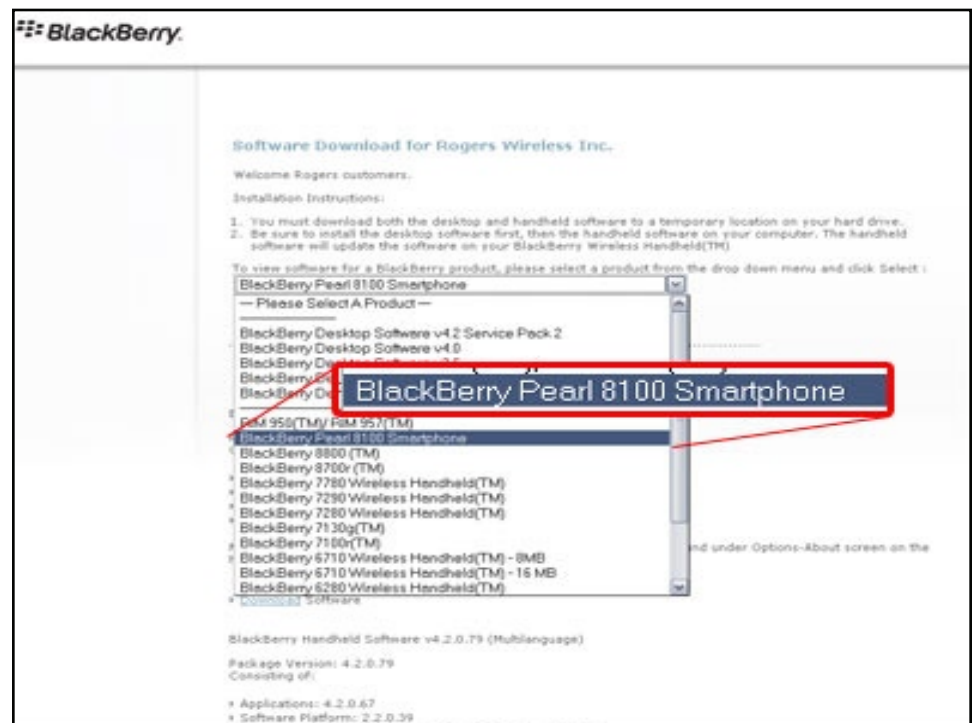 BlackBerry.
Software Download for Rogers Wireless Inc.
Welcome Rogers customers.
Installation Instructions:
1. You must download both the desktop and handheld software to a temporary location on your hard drive.
2. Be sure to install the desktop software first, then the handheld software on your computer. The handheld
software will update the software on your BlackBerry Wireless Handheld(TM)
To view software for a BlackBerry product, please select a product from the drop down menu and click Select :
BlackBerry Pearl 8100 Smartphone
— Please Select A Product —
BlackBerry Desktop Software v4.2 Service Pack 2
BlackBerry Desktop Software v4.0
BlackBerry
BlackBerry
BlackBerry
BlackBerry Pearl 8100 Smartphone
RIM 950(TM)/ RIM 957(TM)
BlackBerry Pearl 8100 Smartphone
BlackBerry 8800 (TM)
BlackBerry 8700r (TM)
BlackBerry 7780 Wireless Handheld(TM)
BlackBerry 7290 Wireless Handheld(TM)
BlackBerry 7280 Wireless Handheld(TM)
BlackBerry 7130g(TM)
BlackBerry 7100r(TM)
BlackBerry 6710 Wireless Handheld(TM) - 8MB
BlackBerry 6710 Wireless Handheld(TM) - 16 MB
BlackBerry 6280 Wireless Handheld(TM)
nd under Options-About screen on the
• Download Software
BlackBerry Handheld Software v4.2.0.79 (Multilanguage)
Package Version: 4.2.0.79
Consisting of:
• Applications: 4.2.0.67
• Software Platform: 2.2.0.39